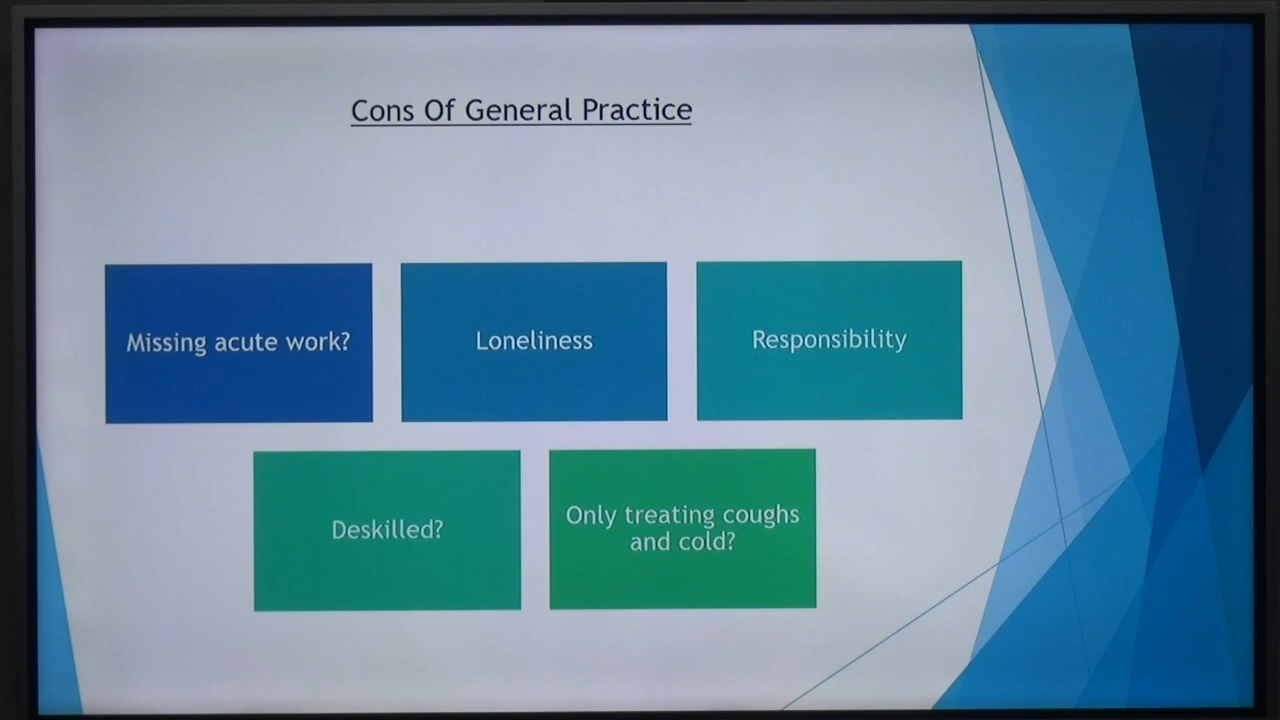 Cons Of General Practice
Missing acute work?
Loneliness
Responsibility
Deskilled?
Only treating coughs
and cold?